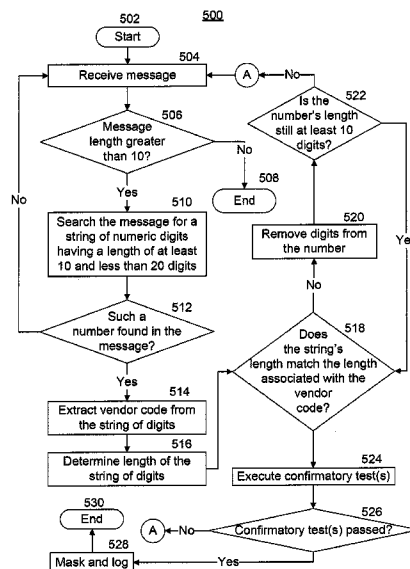 500
502
Start
504
Receive message
A
No
Is the
number's length
still at least 10
digits?
522
506
Message
length greater
than 10?
No
508
End
No
Yes
510
Search the message for a
string of numeric digits
having a length of at least
10 and less than 20 digits
520
Remove digits from
the number
Yes
No
512
Such a
number found in the
message?
Yes
514
Extract vendor code from
the string of digits
516
Determine length of the
string of digits
518
Does
the string's
length match the length
associated with the
vendor
code?
524
Execute confirmatory test(s)
526
Confirmatory test(s) passed?
No
A
530
End
528
Mask and log
Yes